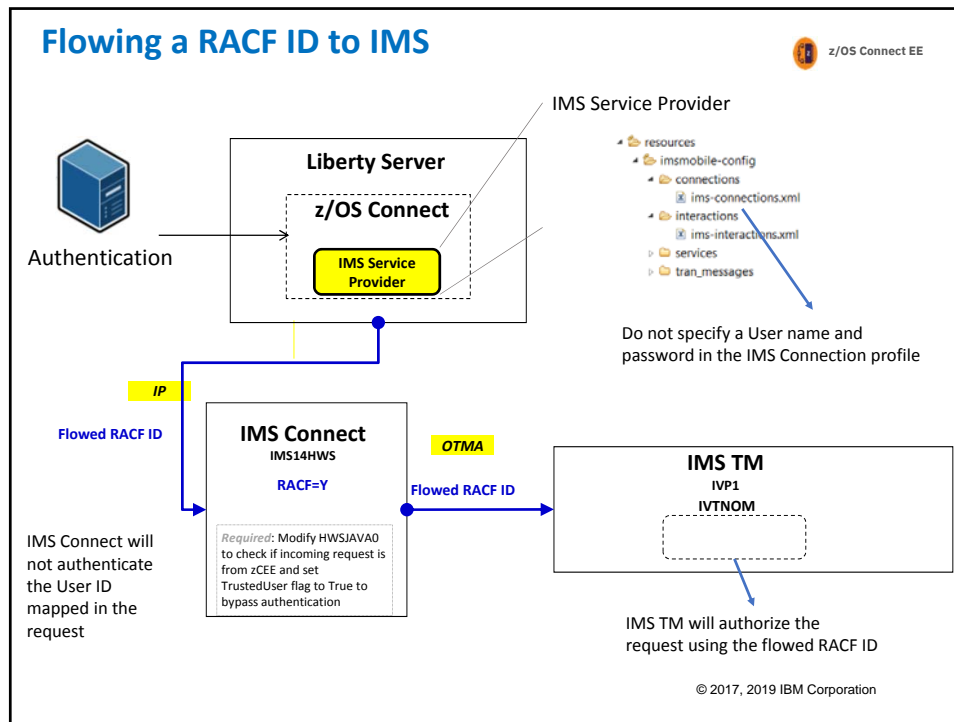 Flowing a RACF ID to IMS
z/OS Connect EE
IMS Service Provider
Liberty Server
z/OS Connect
IMS Service
Provider
Authentication
resources
imsmobile-config
connections
ims-connections.xml
interactions
ims-interactions.xml
services
tran_messages
Do not specify a User name and
password in the IMS Connection profile
IP
Flowed RACF ID
IMS Connect
IMS14HWS
RACF=Y
Required: Modify HWSJAVA0
to check if incoming request is
from zCEE and set
TrustedUser flag to True to
bypass authentication
OTMA
Flowed RACF ID
IMS TM
IVP1
IVTNOM
IMS Connect will
not authenticate
the User ID
mapped in the
request
IMS TM will authorize the
request using the flowed RACF ID
© 2017, 2019 IBM Corporation